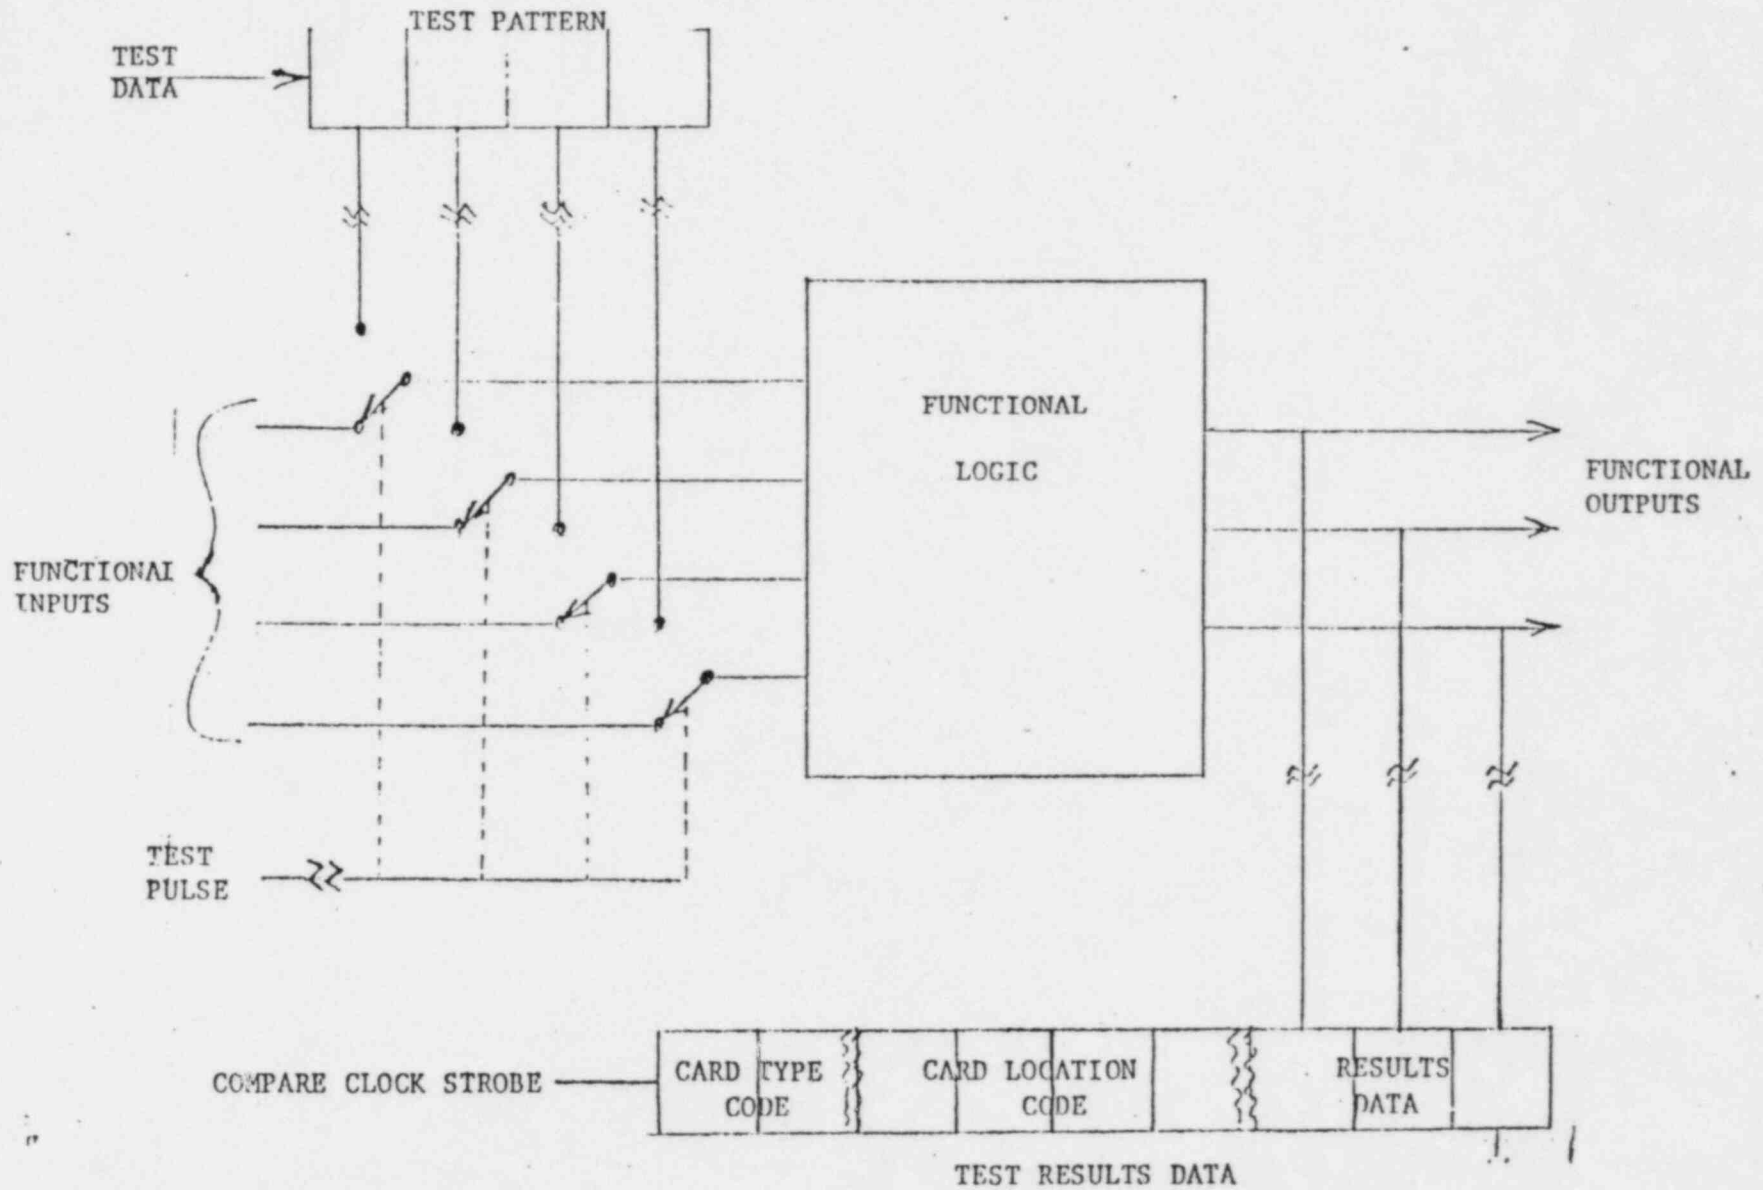 TEST PATTERN
TEST
DATA
FUNCTIONAL
LOGIC
FUNCTIONAL
OUTPUTS
FUNCTIONAL
INPUTS
TEST
PULSE
COMPARE CLOCK STROBE
CARD TYPE
CODE
CARD LOCATION
CODE
RESULTS
DATA
TEST RESULTS DATA